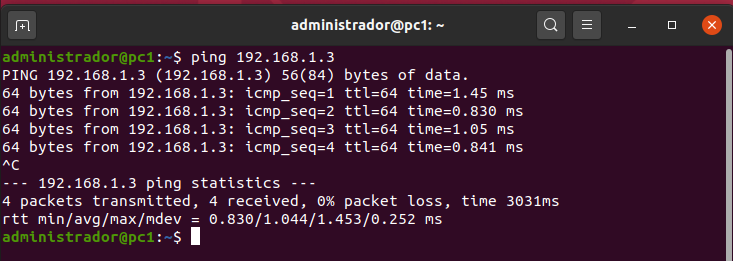 administrador@pc1: ~
administrador@pc1:~$ ping 192.168.1.3
PING 192.168.1.3 (192.168.1.3) 56(84) bytes of data.
64 bytes from 192.168.1.3: icmp_seq=1 ttl=64 time=1.45 ms
64 bytes from 192.168.1.3: icmp_seq=2 ttl=64 time=0.830 ms
64 bytes from 192.168.1.3: icmp_seq=3 ttl=64 time=1.05 ms
64 bytes from 192.168.1.3: icmp_seq=4 ttl=64 time=0.841 ms
^C
--- 192.168.1.3 ping statistics ---
4 packets transmitted, 4 received, 0% packet loss, time 3031ms
rtt min/avg/max/mdev = 0.830/1.044/1.453/0.252 ms
administrador@pc1:~$